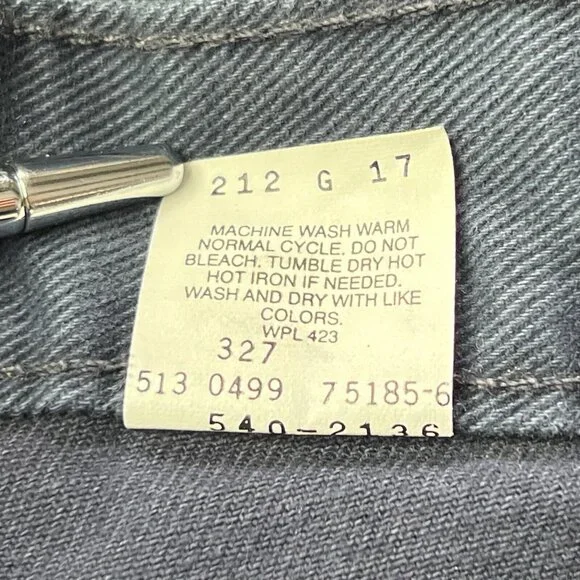 212 G 17
MACHINE WASH WARM
NORMAL CYCLE. DO NOT
BLEACH. TUMBLE DRY HOT
HOT IRON IF NEEDED.
WASH AND DRY WITH LIKE
COLORS.
WPL 423
327
513 0499 75185-6
540-2136